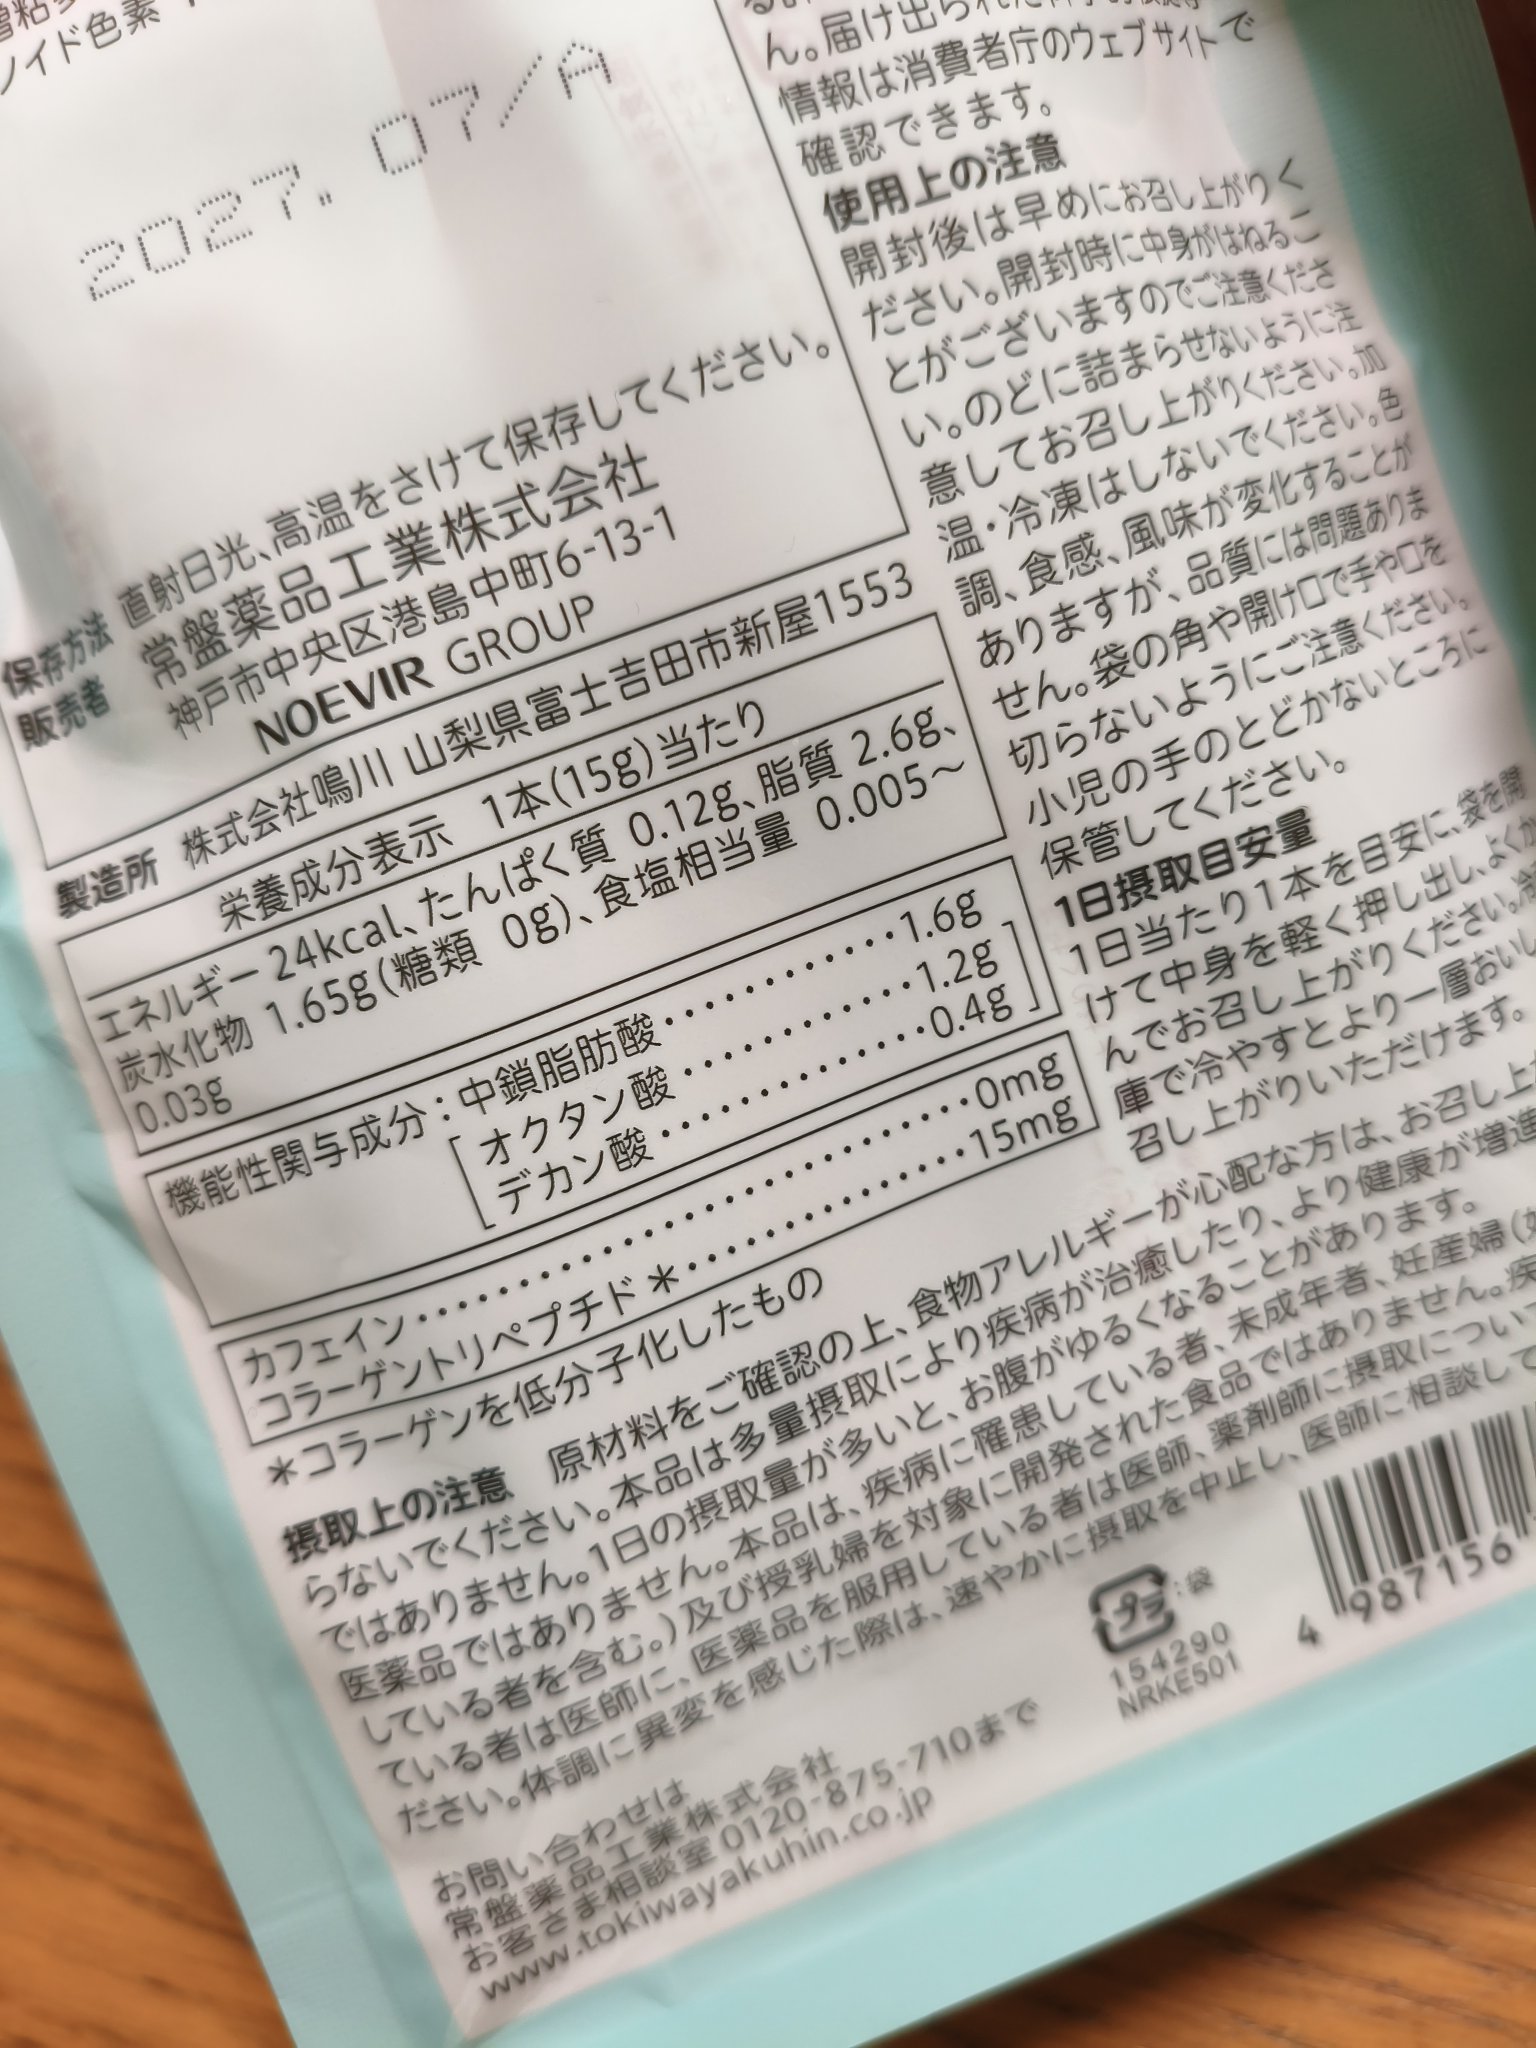 ノイド色素
2027. 07/A
保存方法 直射日光、高温をさけて保存してください。
販売者 常盤薬品工業株式会社
神戸市中央区港島中町6-13-1
NOEVIR GROUP
製造所 株式会社鳴川 山梨県富士吉田市新屋1553
栄養成分表示 1本(15g)当たり
エネルギー 24kcal、たんぱく質 0.12g、脂質 2.6g、
炭水化物 1.65g(糖類 0g)、食塩相当量 0.005〜
0.03g
機能性関与成分：中鎖脂肪酸・・・・・・・・・・・1.6g
オクタン酸・・・・・・・・・・・1.2g
デカン酸・・・・・・・・・・・・0.4g
カフェイン・・・・・・・・・・・・・・・・・・・・・・0mg
コラーゲントリペプチド＊・・・・・・・・・・・・15mg
＊コラーゲンを低分子化したもの
ん。届け出られた科学的根拠等
情報は消費者庁のウェブサイトで
確認できます。
使用上の注意
開封後は早めにお召し上がりく
ださい。開封時に中身がはねるこ
とがございますのでご注意くださ
い。のどに詰まらせないように注
意してお召し上がりください。加
温・冷凍はしないでください。色
調、食感、風味が変化することが
ありますが、品質には問題ありま
せん。袋の角や開け口で手や口を
切らないようにご注意ください。
小児の手のとどかないところに
保管してください。
1日摂取目安量
1日当たり1本を目安に、袋を開
けて中身を軽く押し出し、よくか
んでお召し上がりください。冷
庫で冷やすとより一層おいし
召し上がりいただけます。
摂取上の注意 原材料をご確認の上、食物アレルギーが心配な方は、お召し上
らないでください。本品は多量摂取により疾病が治癒したり、より健康が増進
ではありません。1日の摂取量が多いと、お腹がゆるくなることがあります。
医薬品ではありません。本品は、疾病に罹患している者、未成年者、妊産婦(
している者を含む。)及び授乳婦を対象に開発された食品ではありません。疾
ている者は医師に、医薬品を服用している者は医師、薬剤師に摂取につい
ださい。体調に異変を感じた際は、速やかに摂取を中止し、医師に相談して
お問い合わせは
常盤薬品工業株式会社
お客さま相談室 0120-875-710まで
www.tokiwayakuhin.co.jp
プラ：袋
154290
NRKE501
4 987156